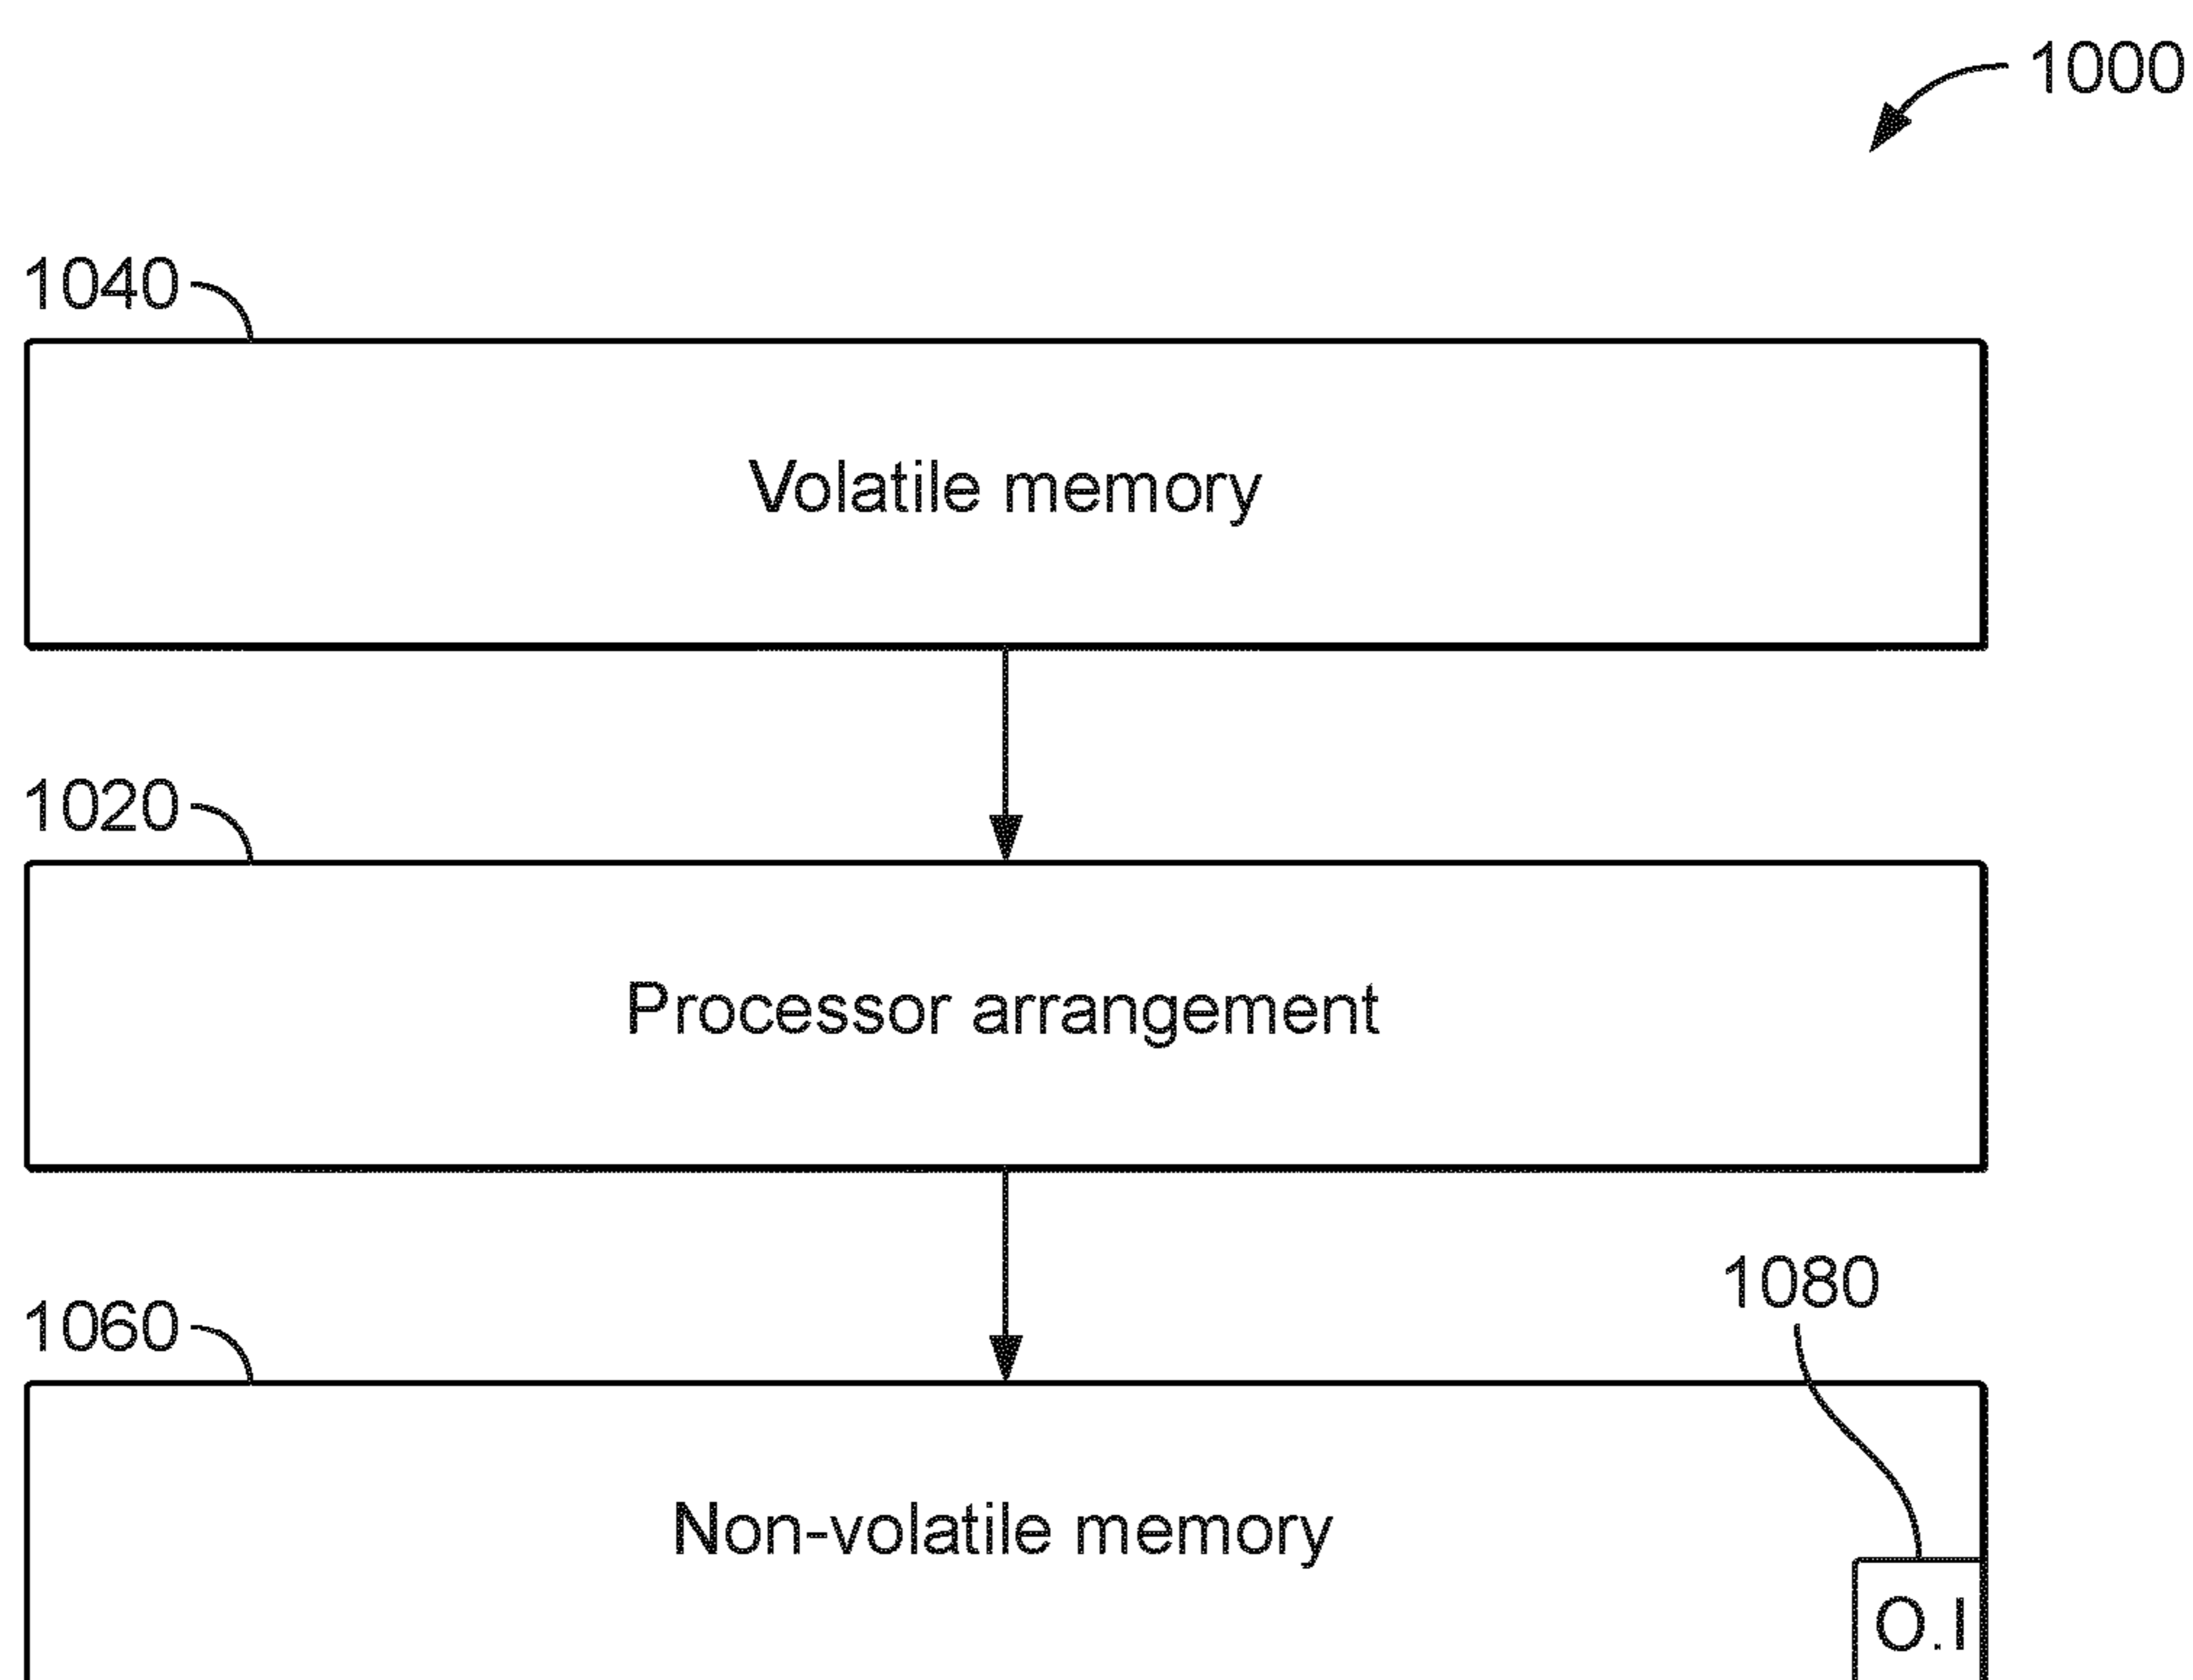 1000
1040
Volatile memory
1020
Processor arrangement
1080
1060
Non-volatile memory
O.I